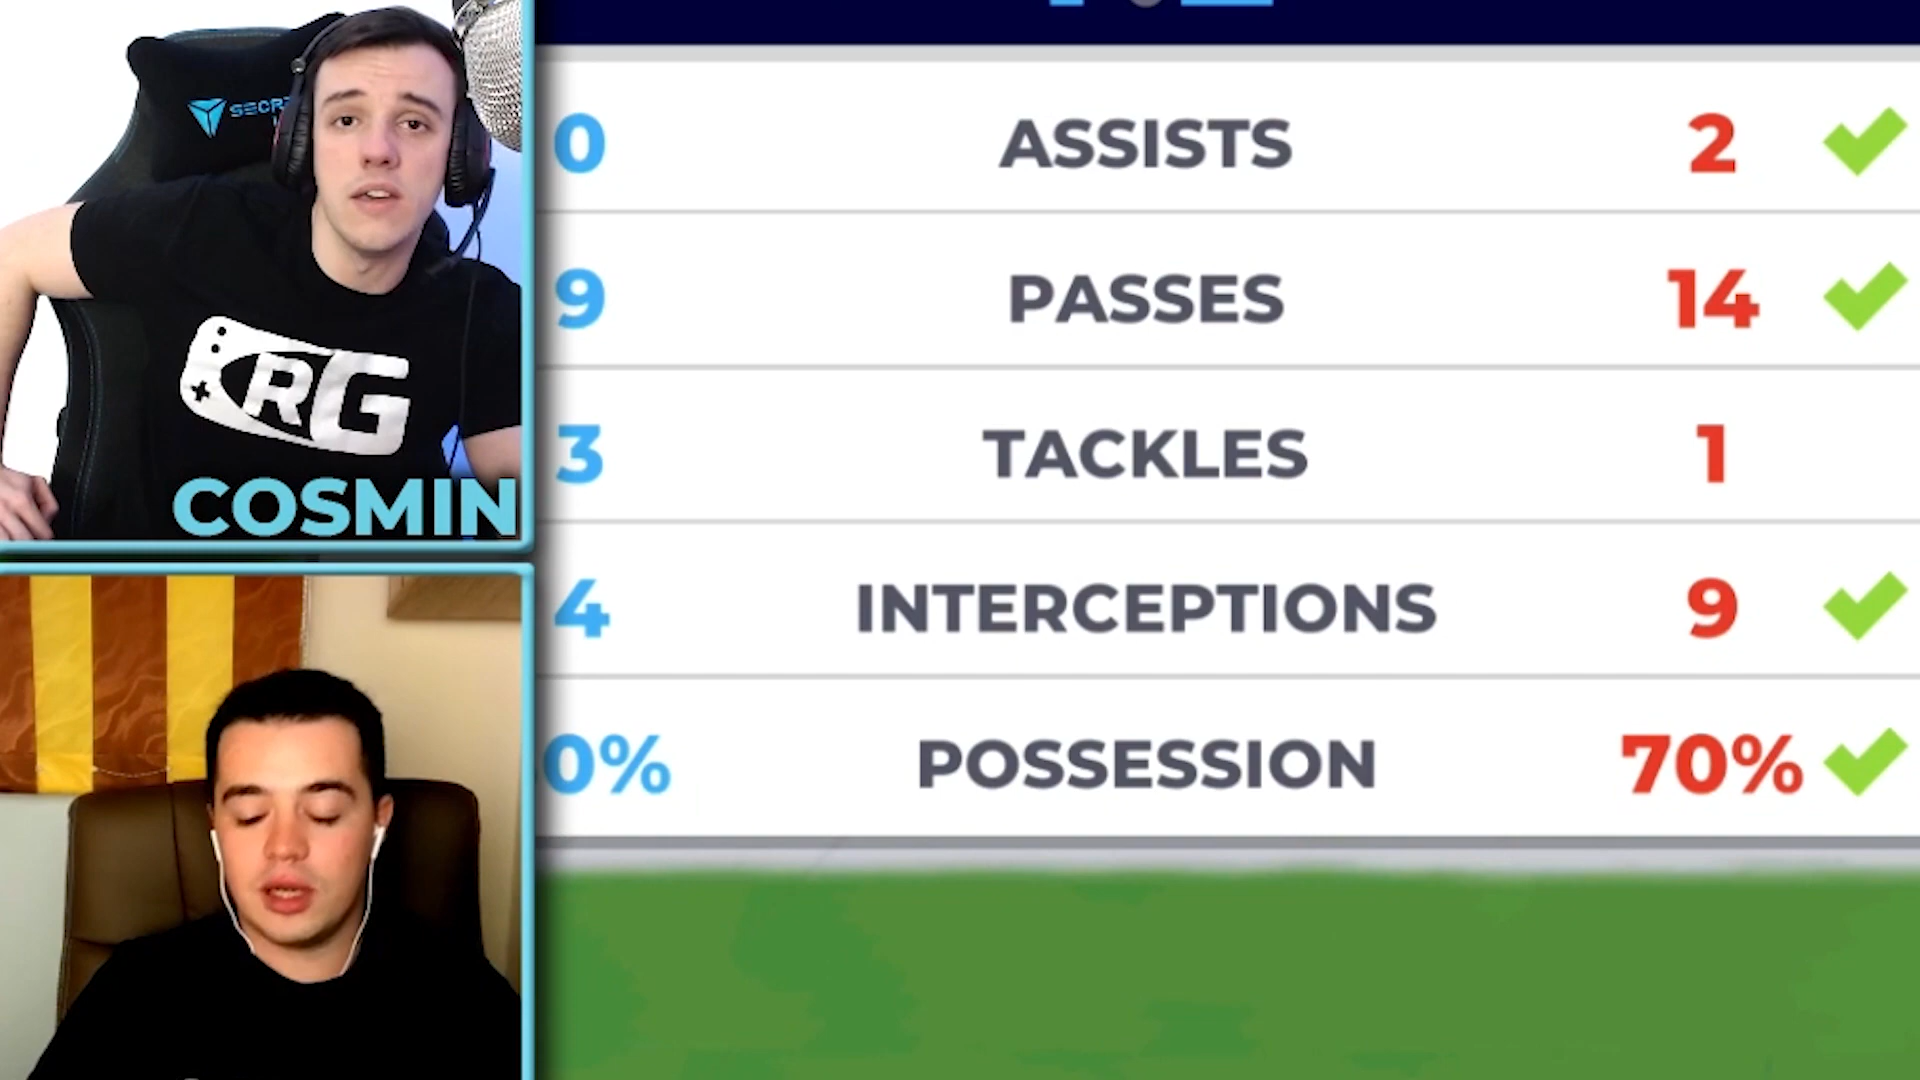 RG
COSMIN
0 ASSISTS 2
9 PASSES 14
3 TACKLES 1
4 INTERCEPTIONS 9
0% POSSESSION 70%